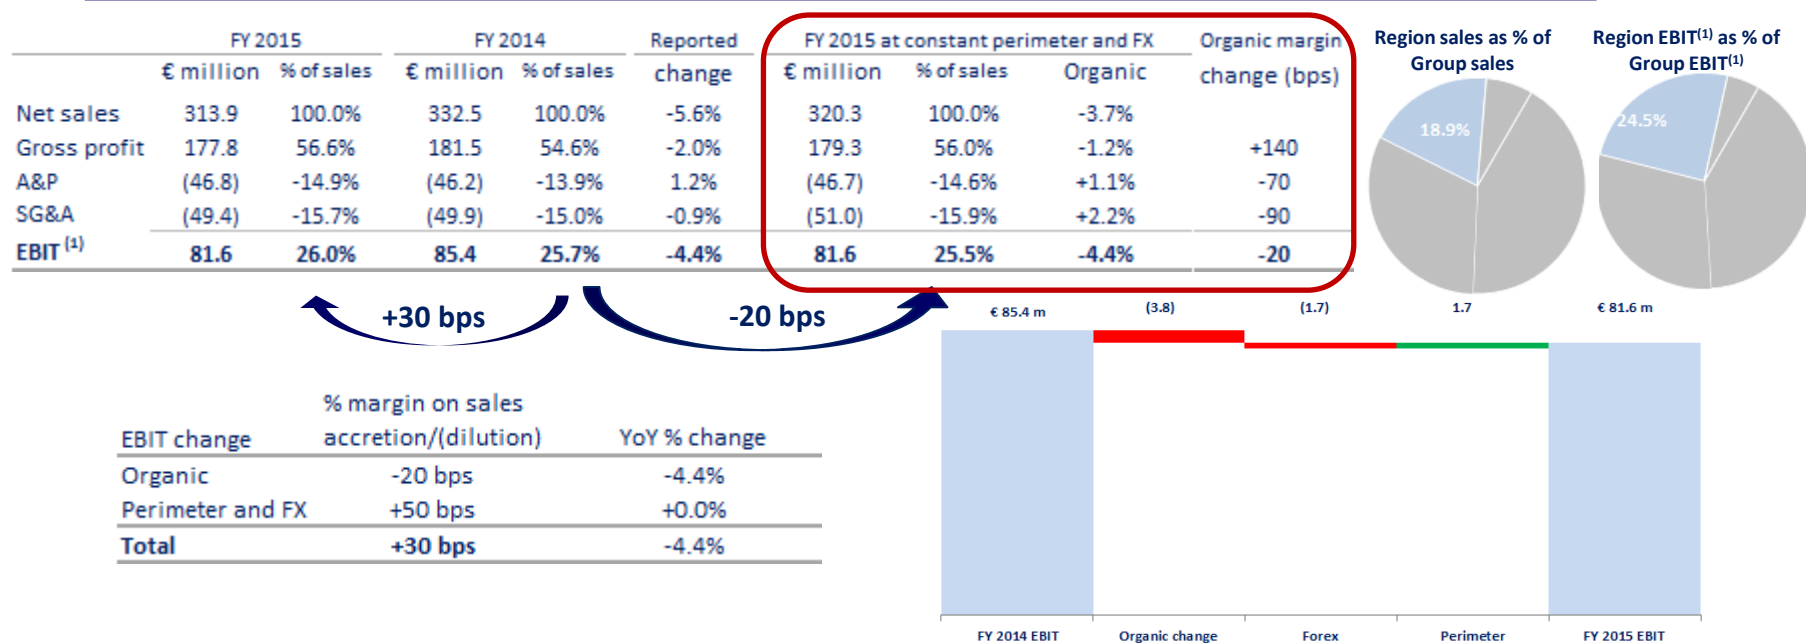 FY 2015 FY 2014 Reported FY 2015 at constant perimeter and FX Organic margin
€ million % of sales € million % of sales change € million % of sales Organic change (bps)
Net sales 313.9 100.0% 332.5 100.0% -5.6% 320.3 100.0% -3.7%
Gross profit 177.8 56.6% 181.5 54.6% -2.0% 179.3 56.0% -1.2% +140
A&P (46.8) -14.9% (46.2) -13.9% 1.2% (46.7) -14.6% +1.1% -70
SG&A (49.4) -15.7% (49.9) -15.0% -0.9% (51.0) -15.9% +2.2% -90
EBIT (1) 81.6 26.0% 85.4 25.7% -4.4% 81.6 25.5% -4.4% -20
Region sales as % of
Group sales
18.9%
Region EBIT(1) as % of
Group EBIT(1)
24.5%
+30 bps
-20 bps
% margin on sales
EBIT change accretion/(dilution) YoY % change
Organic -20 bps -4.4%
Perimeter and FX +50 bps +0.0%
Total +30 bps -4.4%
€ 85.4 m (3.8) (1.7) 1.7 € 81.6 m
FY 2014 EBIT Organic change Forex Perimeter FY 2015 EBIT